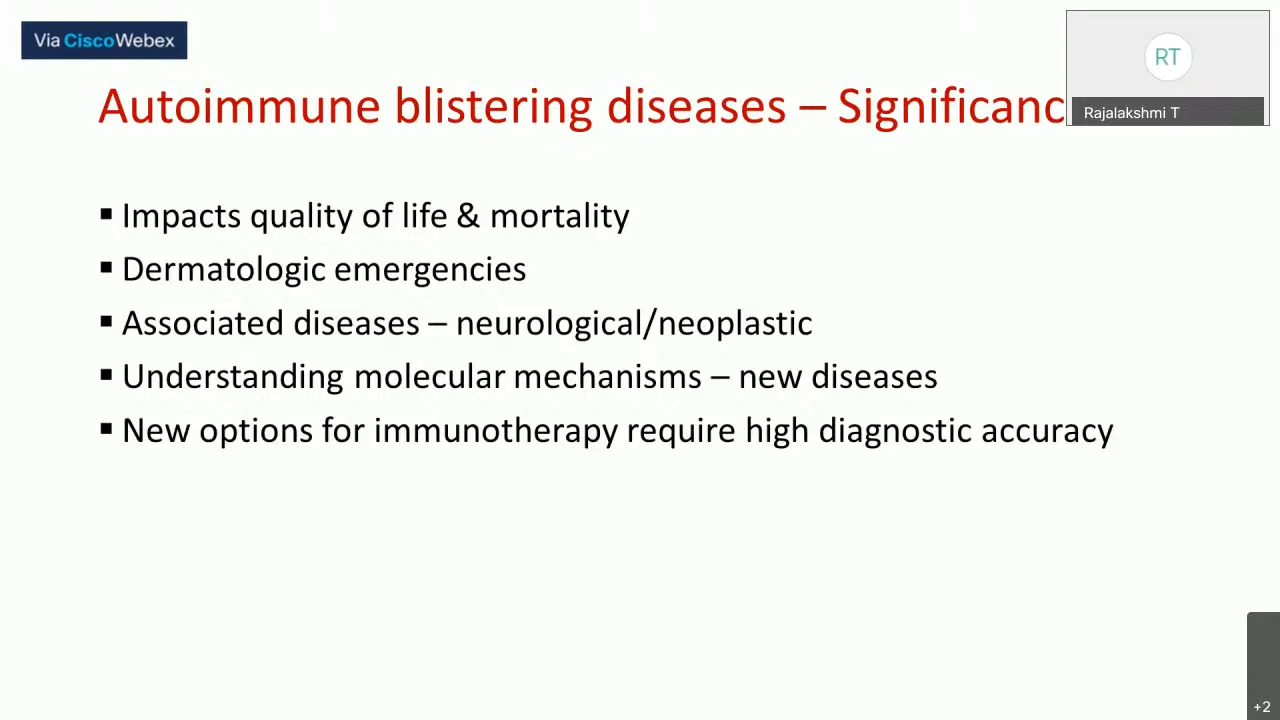 Via CiscoWebex
RT
Rajalakshmi T
Autoimmune blistering diseases – Significanc
▪ Impacts quality of life & mortality
▪ Dermatologic emergencies
▪ Associated diseases – neurological/neoplastic
▪ Understanding molecular mechanisms – new diseases
▪ New options for immunotherapy require high diagnostic accuracy
+2